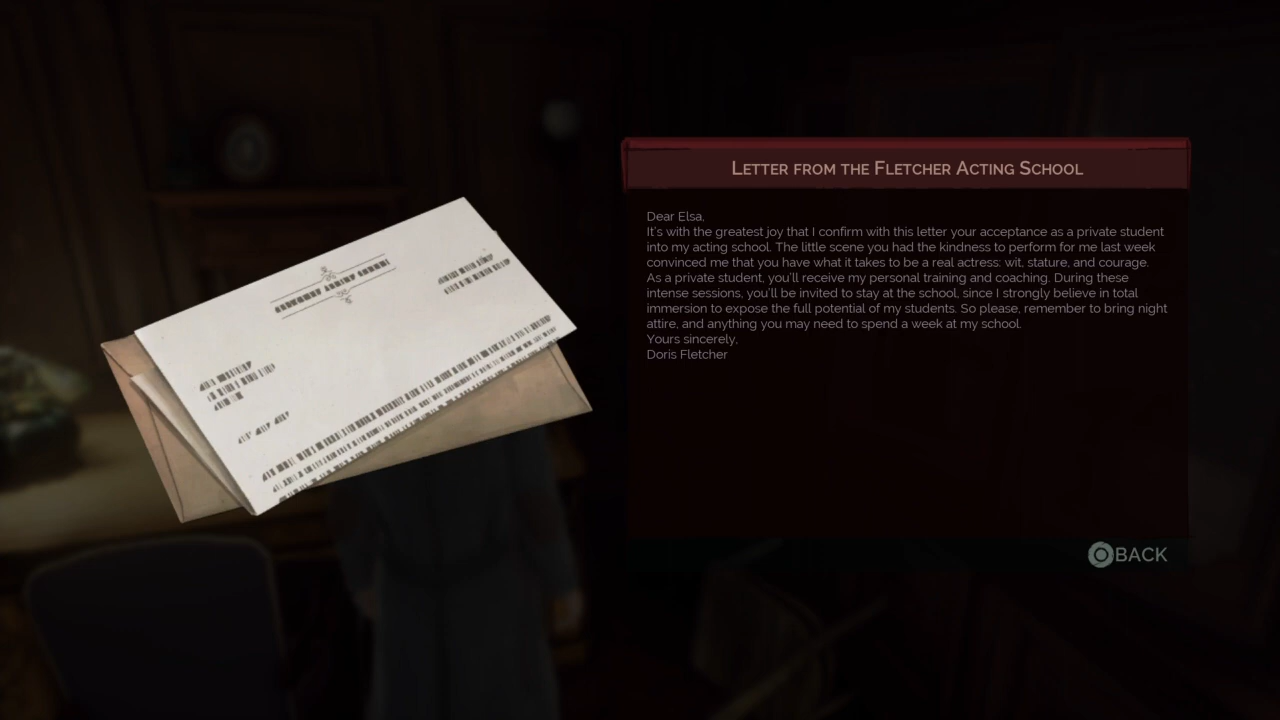 Letter from the Fletcher Acting School
Dear Elsa,
It's with the greatest joy that I confirm with this letter your acceptance as a private student
into my acting school. The little scene you had the kindness to perform for me last week
convinced me that you have what it takes to be a real actress: wit, stature, and courage.
As a private student, you'll receive my personal training and coaching. During these
intense sessions, you'll be invited to stay at the school, since I strongly believe in total
immersion to expose the full potential of my students. So please, remember to bring night
attire, and anything you may need to spend a week at my school.
Yours sincerely,
Doris Fletcher
BACK